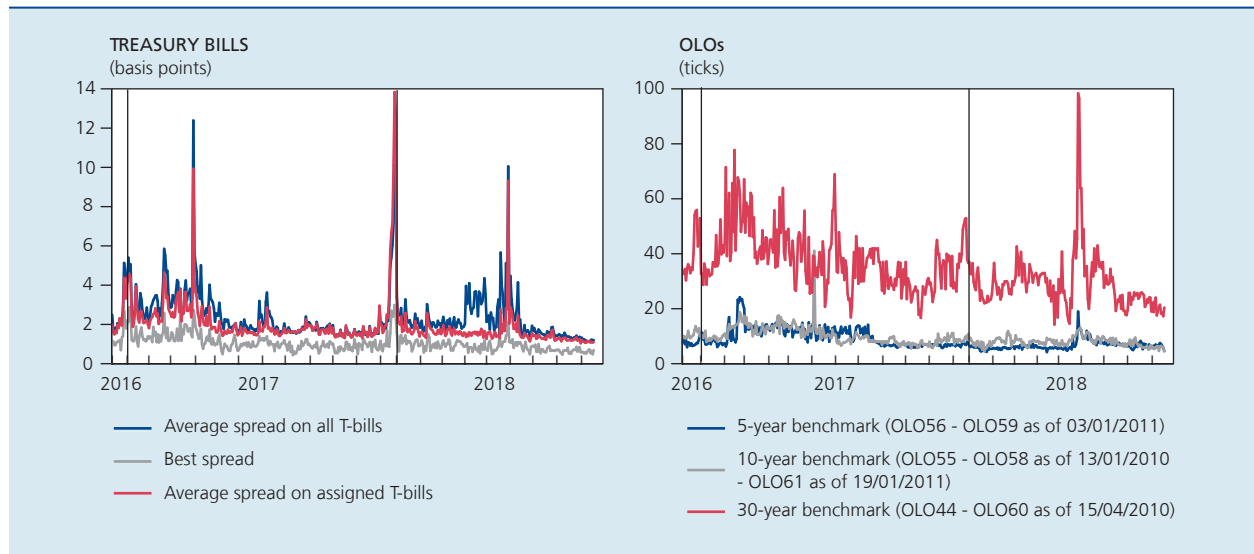 TREASURY BILLS
(basis points)
14
12
10
8
6
4
2
0
2016
2017
2018
Average spread on all T-bills
Best spread
Average spread on assigned T-bills
OLOs
(ticks)
100
80
60
40
20
0
2016
2017
2018
5-year benchmark (OLO56 - OLO59 as of 03/01/2011)
10-year benchmark (OLO55 - OLO58 as of 13/01/2010
- OLO61 as of 19/01/2011)
30-year benchmark (OLO44 - OLO60 as of 15/04/2010)